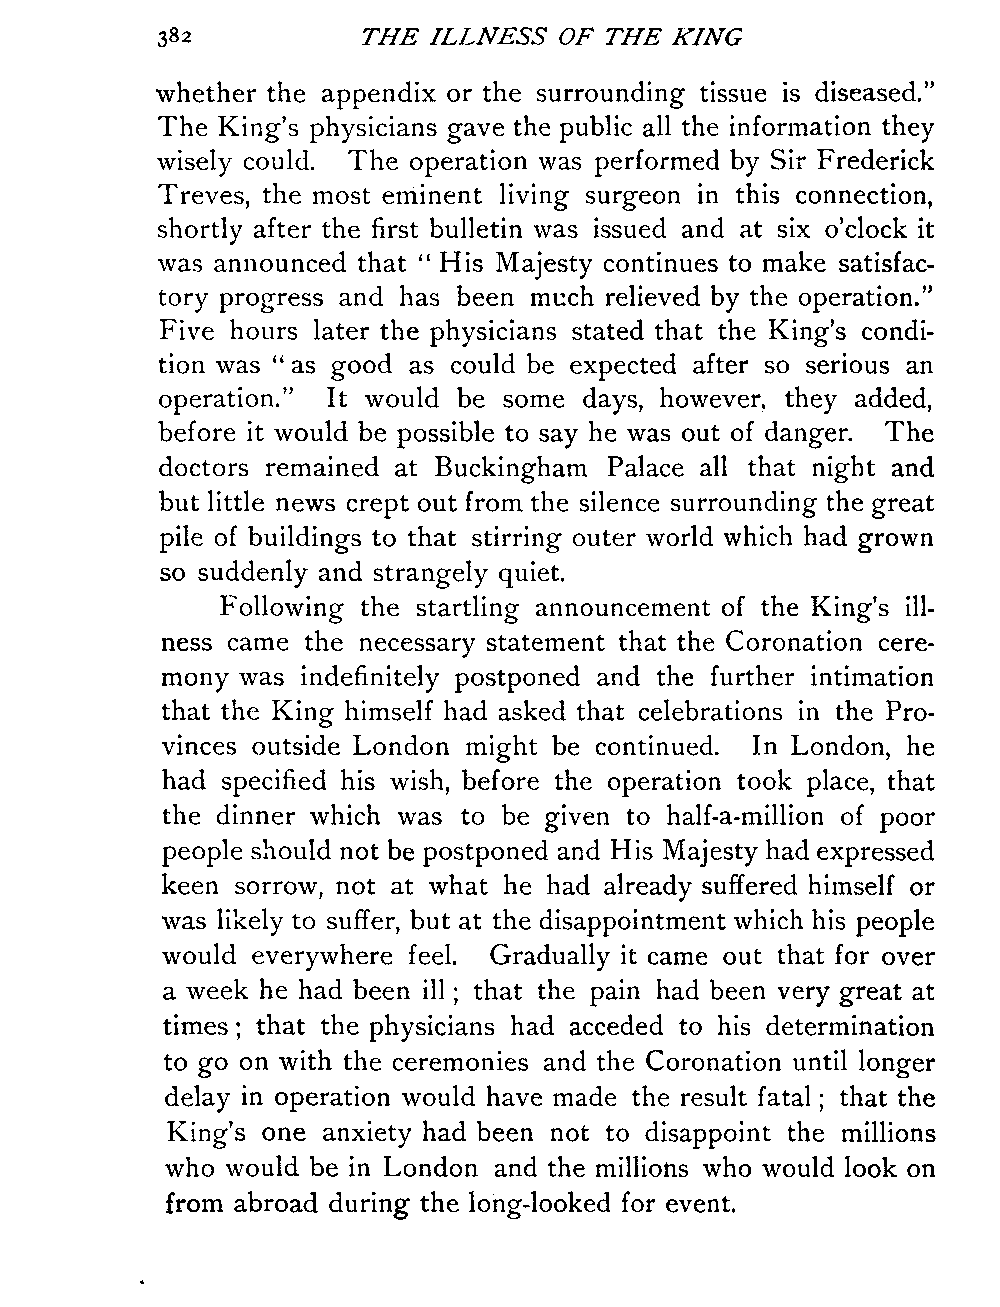 382 THE ILLNESS OF THE KING
whether the appendix or the surrounding tissue is diseased."
The King's physicians gave the public all the information they
wisely could. The operation was performed by Sir Frederick
Treves, the most eminent living surgeon in this connection,
shortly after the first bulletin was issued and at six o'clock it
was announced that " His Majesty continues to make satisfac-
tory progress and has been much relieved by the operation."
Five hours later the physicians stated that the King's condi-
tion was " as good as could be expected after so serious an
operation." It would be some days, however, they added,
before it would be possible to say he was out of danger. The
doctors remained at Buckingham Palace all that night and
but little news crept out from the silence surrounding the great
pile of buildings to that stirring outer world which had grown
so suddenly and strangely quiet.
Following the startling announcement of the King's ill-
ness came the necessary statement that the Coronation cere-
mony was indefinitely postponed and the further intimation
that the King himself had asked that celebrations in the Pro-
vinces outside London might be continued. In London, he
had specified his wish, before the operation took place, that
the dinner which was to be given to half-a-million of poor
people should not be postponed and His Majesty had expressed
keen sorrow, not at what he had already suffered himself or
was likely to suffer, but at the disappointment which his people
would everywhere feel. Gradually it came out that for over
a week he had been ill ; that the pain had been very great at
times ; that the physicians had acceded to his determination
to go on with the ceremonies and the Coronation until longer
delay in operation would have made the result fatal ; that the
King's one anxiety had been not to disappoint the millions
who would be in London and the millions who would look on
from abroad during the long-looked for event.